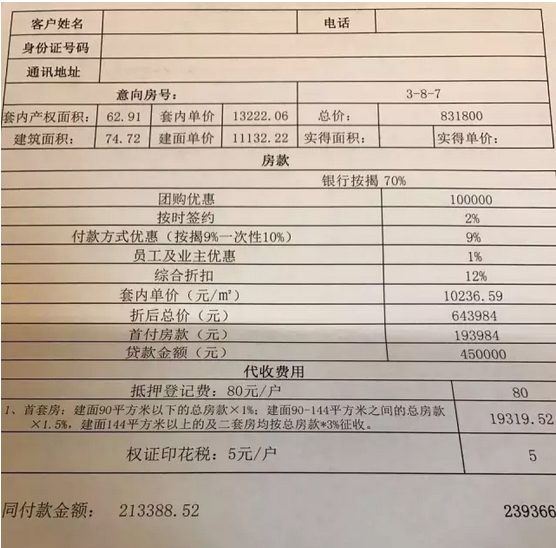 客户姓名 电话
身份证号码
通讯地址
意向房号: 3-8-7
套内产权面积: 62.91 套内单价 13222.06 总价: 831800
建筑面积: 74.72 建面单价 11132.22 实得面积: 实得单价:
房款
银行按揭 70%
团购优惠 100000
按时签约 2%
付款方式优惠（按揭9%一次性10%） 9%
员工及业主优惠 1%
综合折扣 12%
套内单价（元/㎡） 10236.59
折后总价（元） 643984
首付房款（元） 193984
贷款金额（元） 450000
代收费用
抵押登记费: 80元/户 80
1、首套房: 建面90平方米以下的总房款×1%; 建面90-144平方米之间的总房款
×1.5%, 建面144平方米以上的及二套房均按总房款*3%征收。 19319.52
权证印花税: 5元/户 5
同付款金额: 213388.52 239366